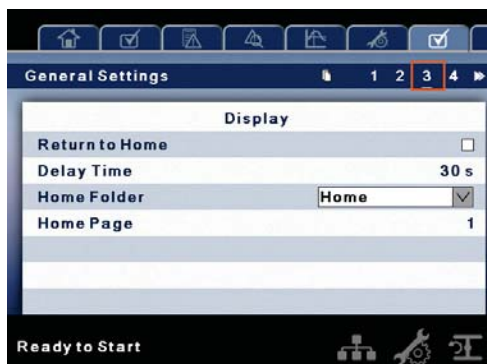 General Settings 1 2 3 4
Display
Return to Home
Delay Time 30 s
Home Folder Home
Home Page 1
Ready to Start